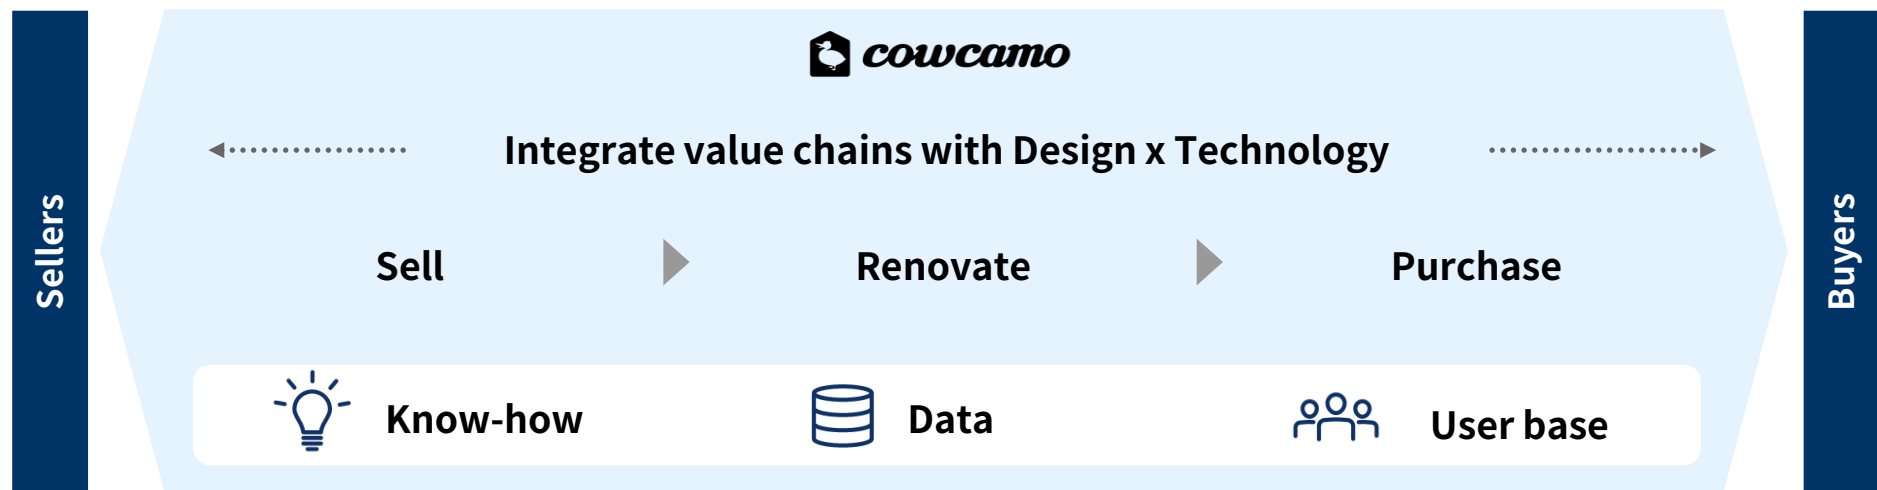 cowcamo
Integrate value chains with Design x Technology
Sellers
Sell
Renovate
Purchase
Buyers
Know-how
Data
User base